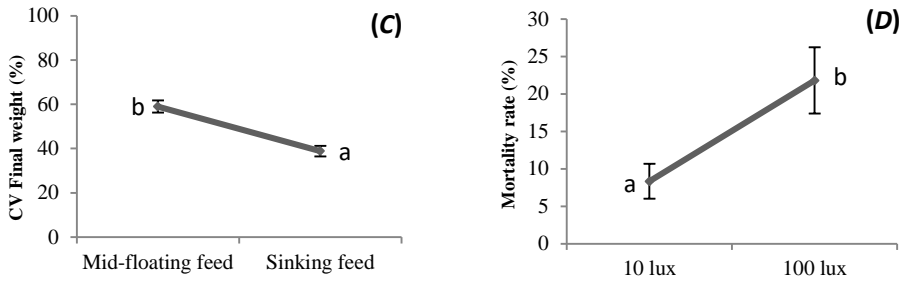 (C)
CV Final weight (%)
100
80
60
40
20
0
b
a
Mid-floating feed Sinking feed
(D)
Mortality rate (%)
30
25
20
15
10
5
0
a
b
10 lux 100 lux